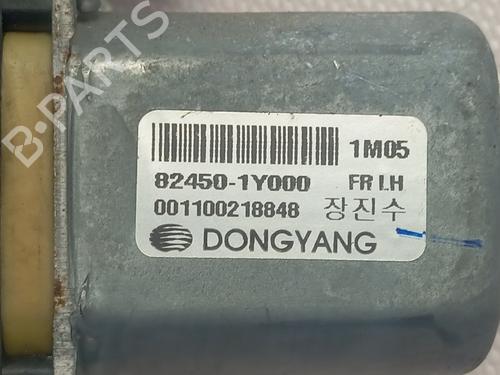 B-PARTS
1M05
82450-1Y000 FR LH
001100218848 장진수
DONGYANG